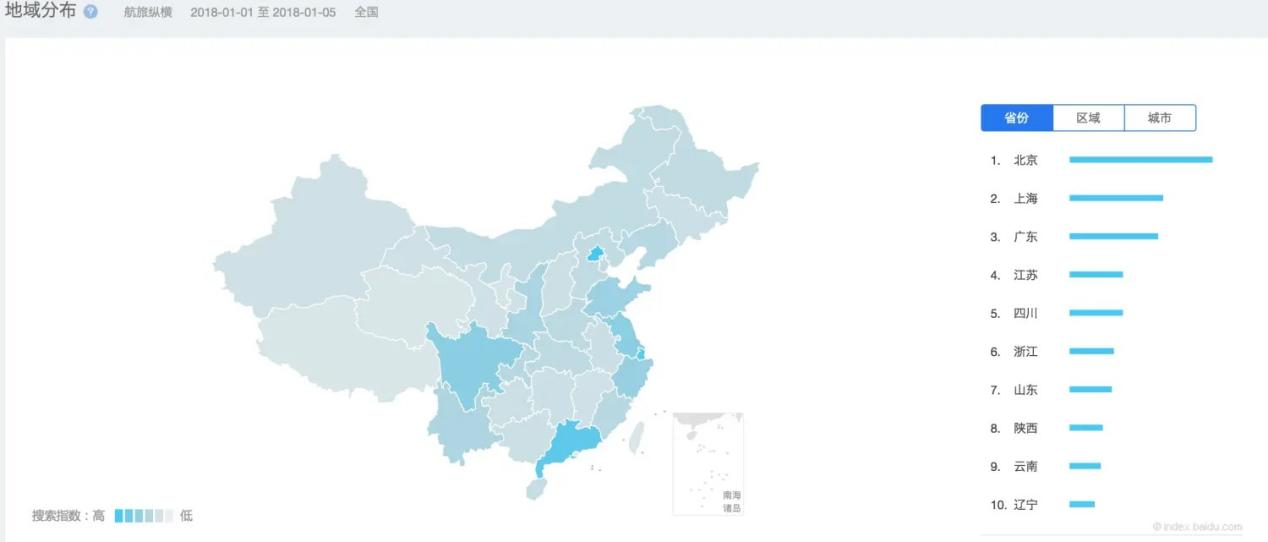 地域分布 ? 航旅纵横 2018-01-01 至 2018-01-05 全国
省份 区域 城市
1. 北京
2. 上海
3. 广东
4. 江苏
5. 四川
6. 浙江
7. 山东
8. 陕西
9. 云南
10. 辽宁
南海
诸岛
搜索指数：高 低
© index.baidu.com